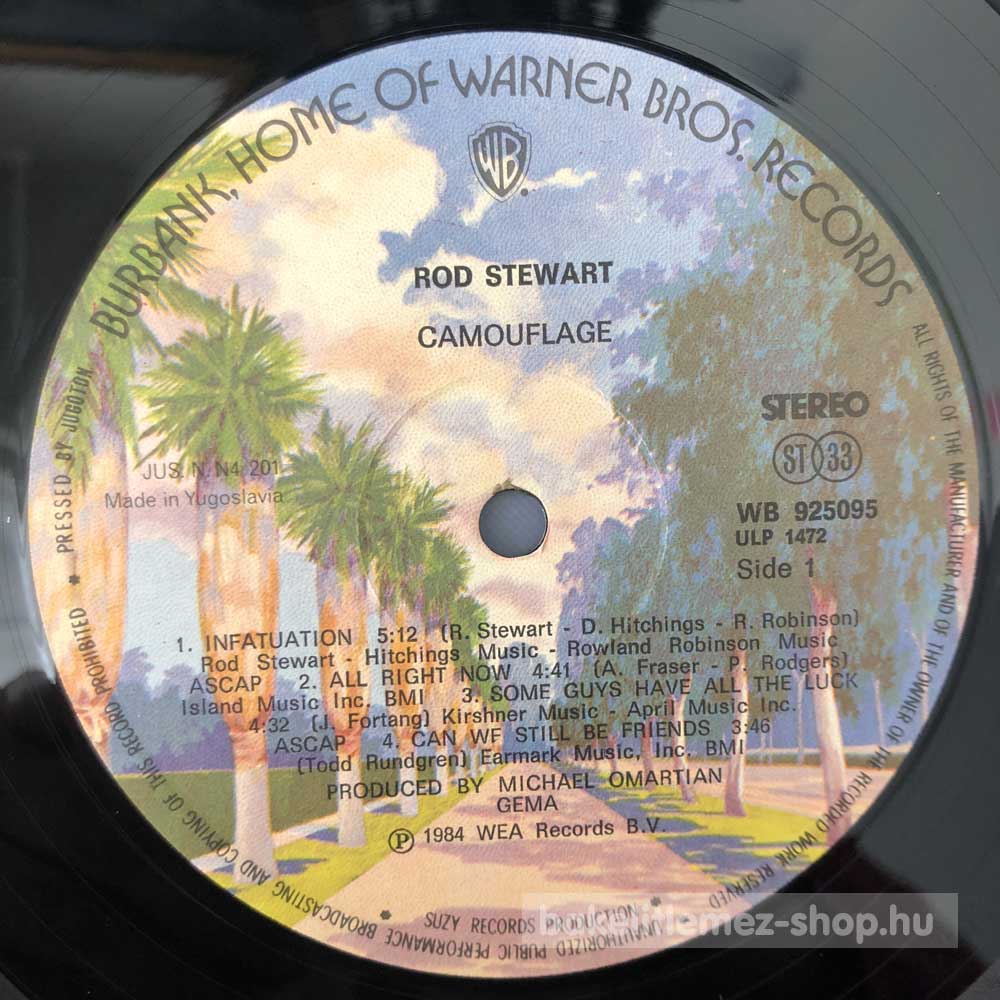 BURBANK, HOME OF WARNER BROS. RECORDS
WB
ROD STEWART
CAMOUFLAGE
STEREO
ST 33
JUS. N. N4 201
Made in Yugoslavia
WB 925095
ULP 1472
Side 1
1. INFATUATION 5:12 (R. Stewart - D. Hitchings - R. Robinson)
Rod Stewart - Hitchings Music - Rowland Robinson Music
ASCAP 2. ALL RIGHT NOW 4:41 (A. Fraser - P. Rodgers)
Island Music Inc. BMI 3. SOME GUYS HAVE ALL THE LUCK
4:32 (J. Fortang) Kirshner Music - April Music Inc.
ASCAP 4. CAN WE STILL BE FRIENDS 3:46
(Todd Rundgren) Earmark Music, Inc. BMI
PRODUCED BY MICHAEL OMARTIAN
GEMA
℗ 1984 WEA Records B.V.
ALL RIGHTS OF THE MANUFACTURER AND OF THE OWNER OF THE RECORDED WORK RESERVED
UNAUTHORIZED PUBLIC PERFORMANCE BROADCASTING AND COPYING OF THIS RECORD PROHIBITED * PRESSED BY JUGOTON
* SUZY RECORDS PRODUCTION *
bakelitlemez-shop.hu